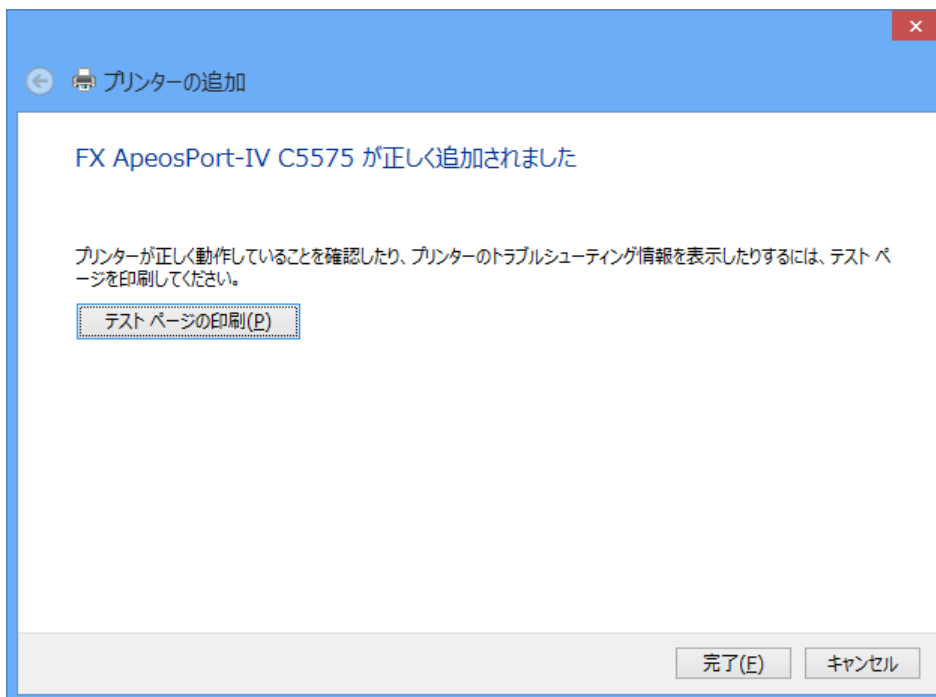 プリンターの追加
FX ApeosPort-IV C5575 が正しく追加されました
プリンターが正しく動作していることを確認したり、プリンターのトラブルシューティング情報を表示したりするには、テスト ペ
ージを印刷してください。
テスト ページの印刷(P)
完了(F)
キャンセル